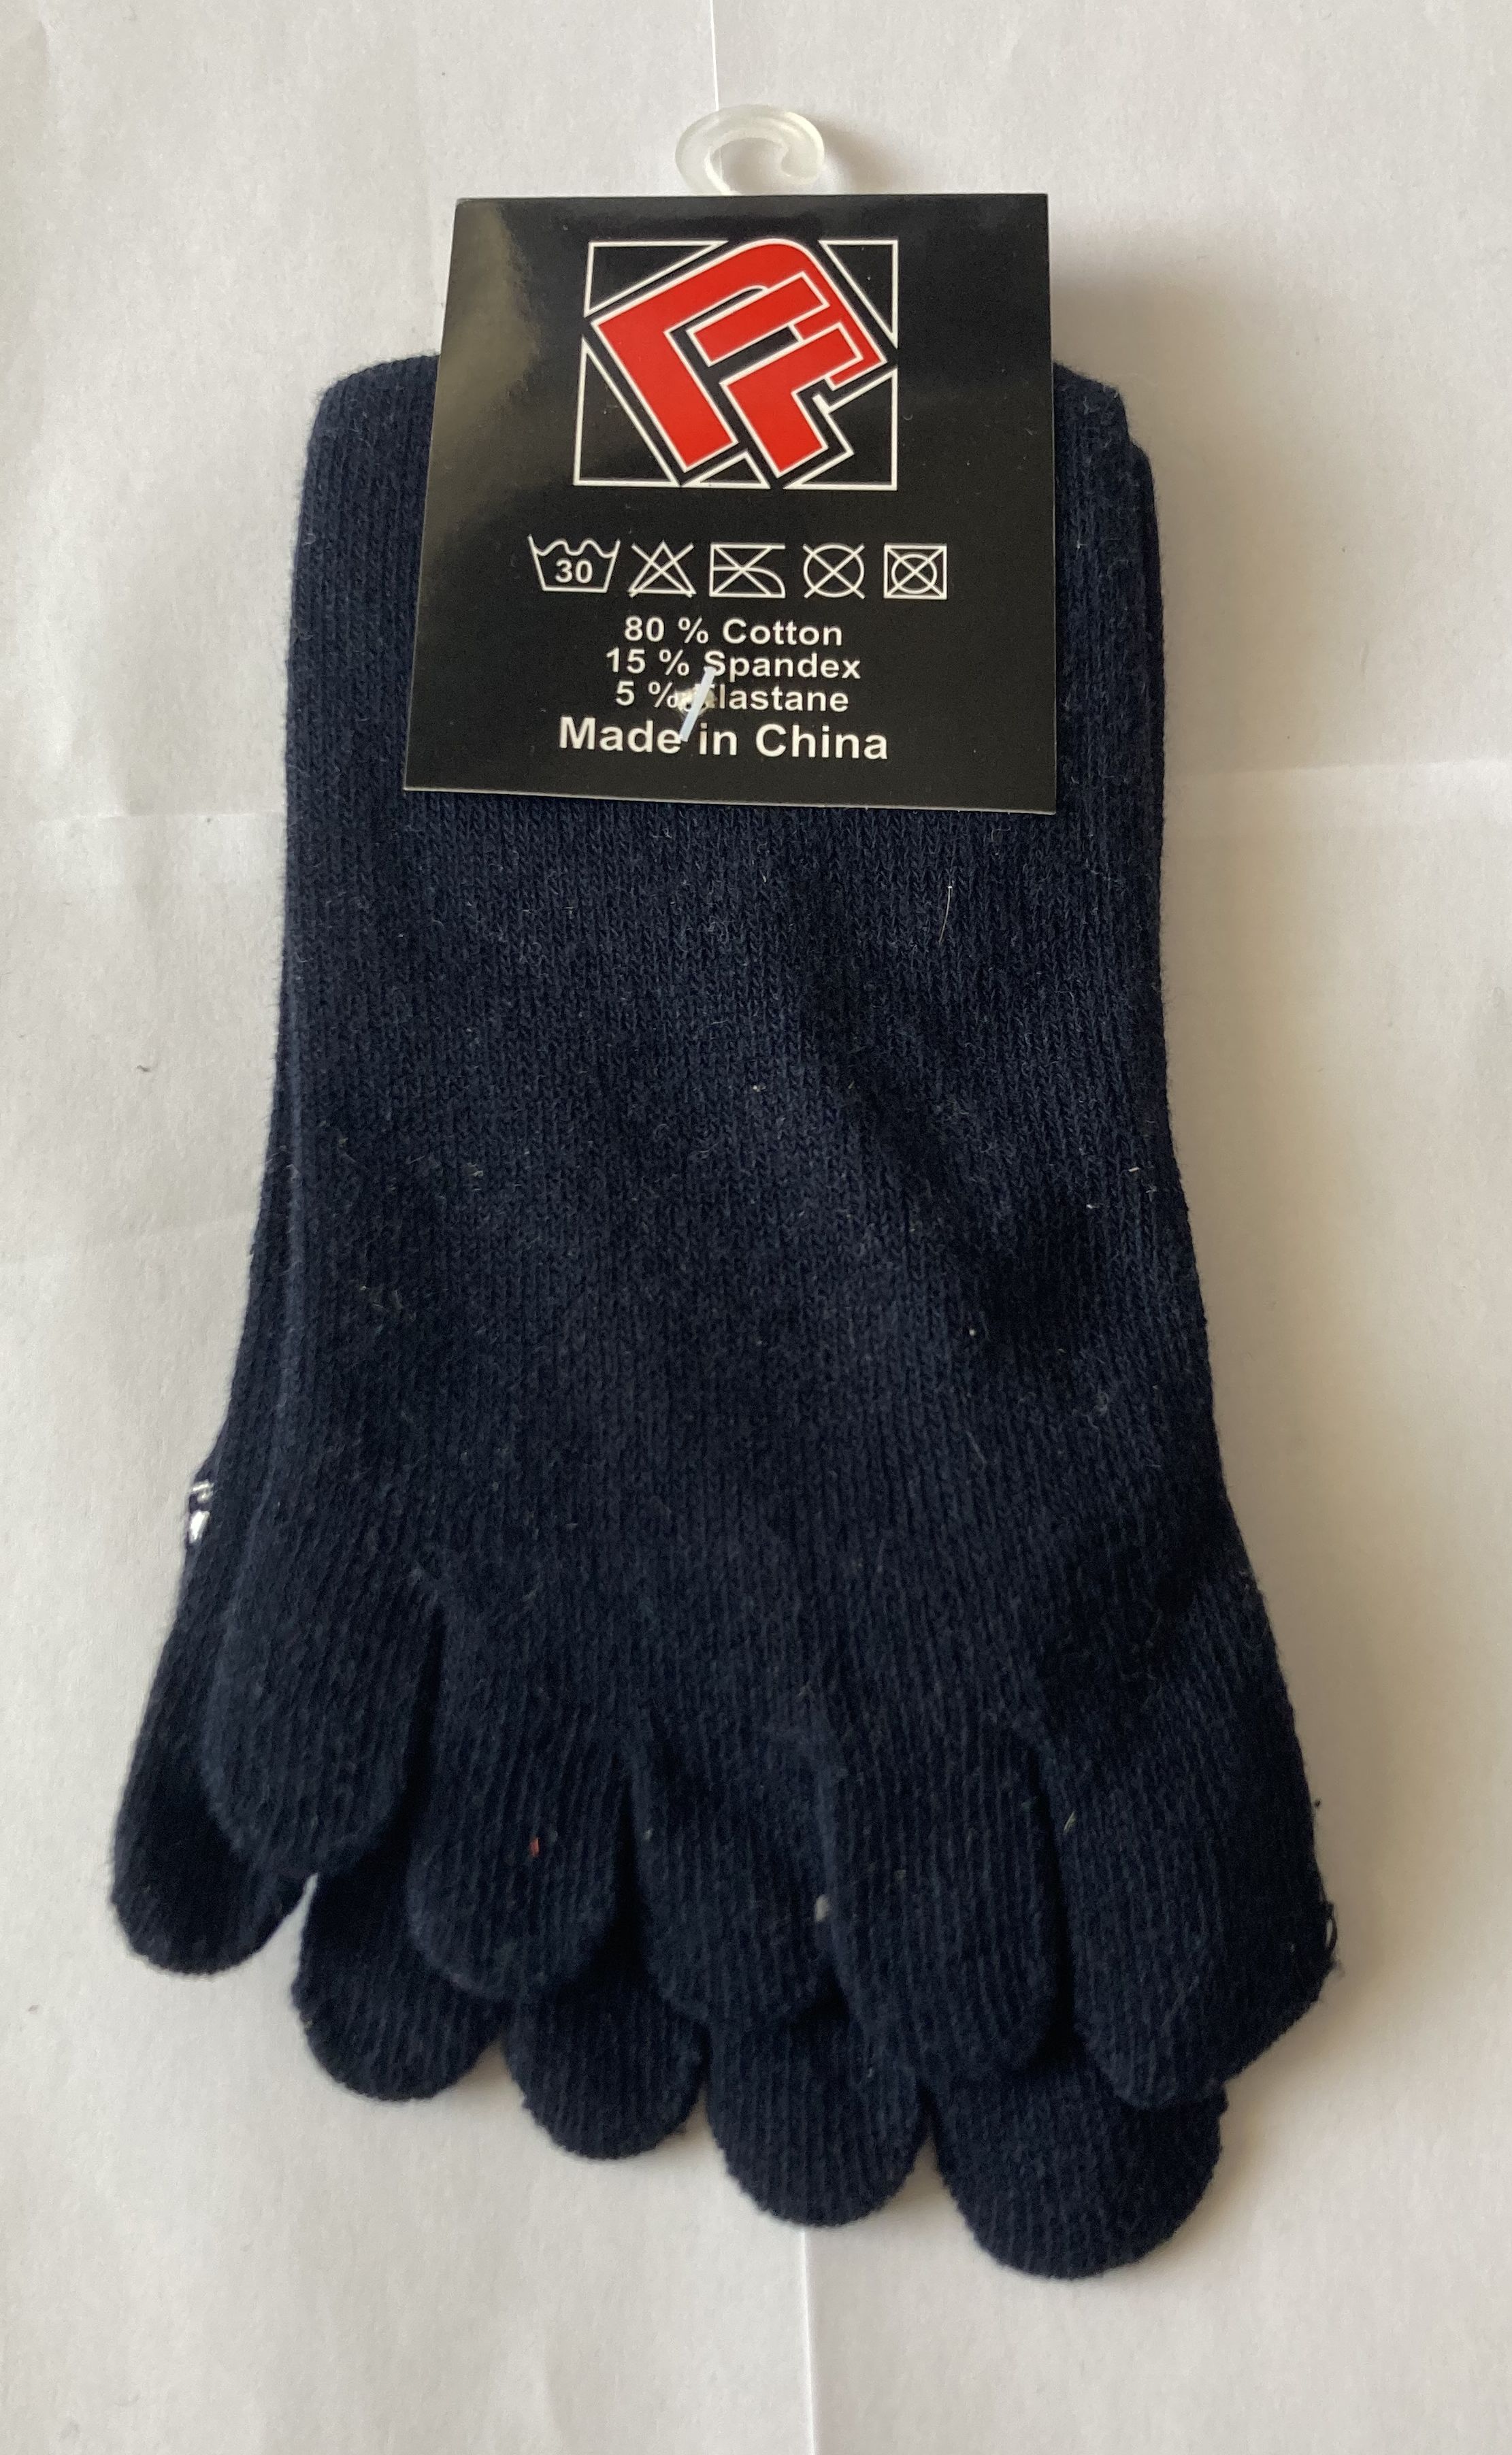 30
80 % Cotton
15 % Spandex
5 % Elastane
Made in China